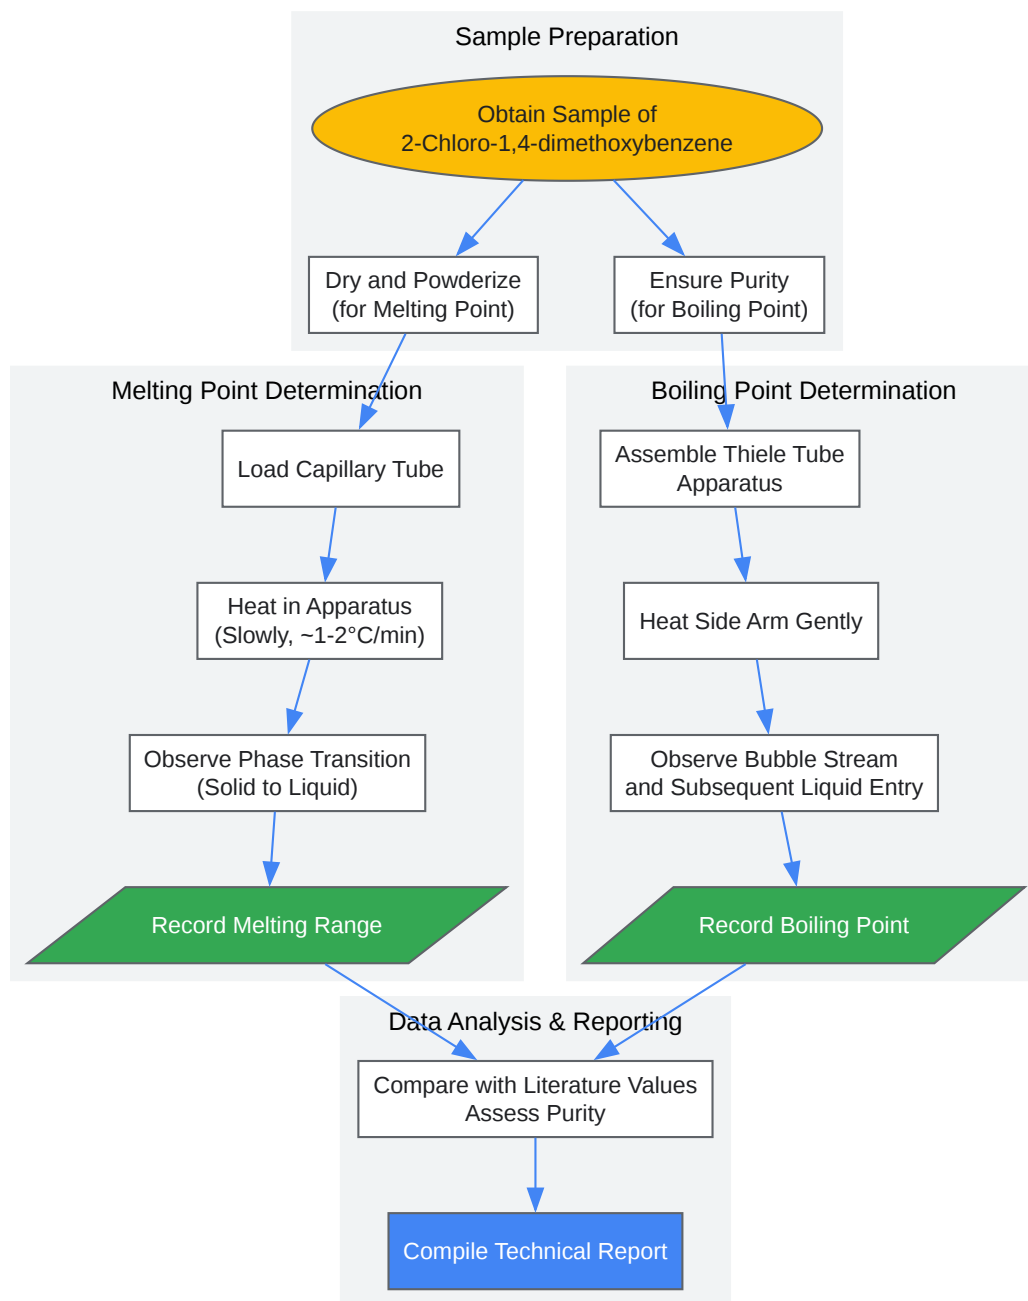 Sample Preparation
Obtain Sample of
2-Chloro-1,4-dimethoxybenzene
Dry and Powderize
(for Melting Point)
Ensure Purity
(for Boiling Point)
Melting Point Determination
Load Capillary Tube
Heat in Apparatus
(Slowly, ~1-2°C/min)
Observe Phase Transition
(Solid to Liquid)
Record Melting Range
Boiling Point Determination
Assemble Thiele Tube
Apparatus
Heat Side Arm Gently
Observe Bubble Stream
and Subsequent Liquid Entry
Record Boiling Point
Data Analysis & Reporting
Compare with Literature Values
Assess Purity
Compile Technical Report